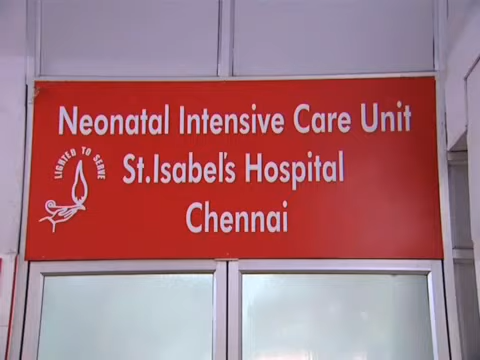 Neonatal Intensive Care Unit
LIGHTED TO SERVE
St.Isabel's Hospital
Chennai